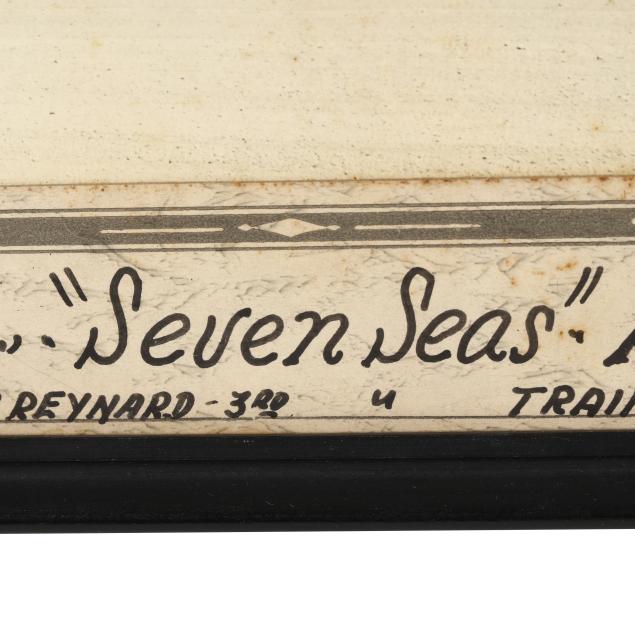 "Seven Seas"
REYNARD - 3RD " TRAI